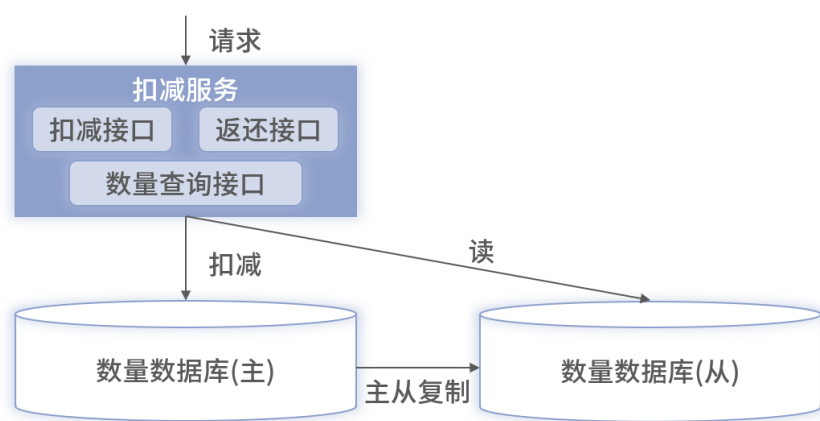 请求
扣减服务
扣减接口
返还接口
数量查询接口
扣减
读
数量数据库(主)
主从复制
数量数据库(从)